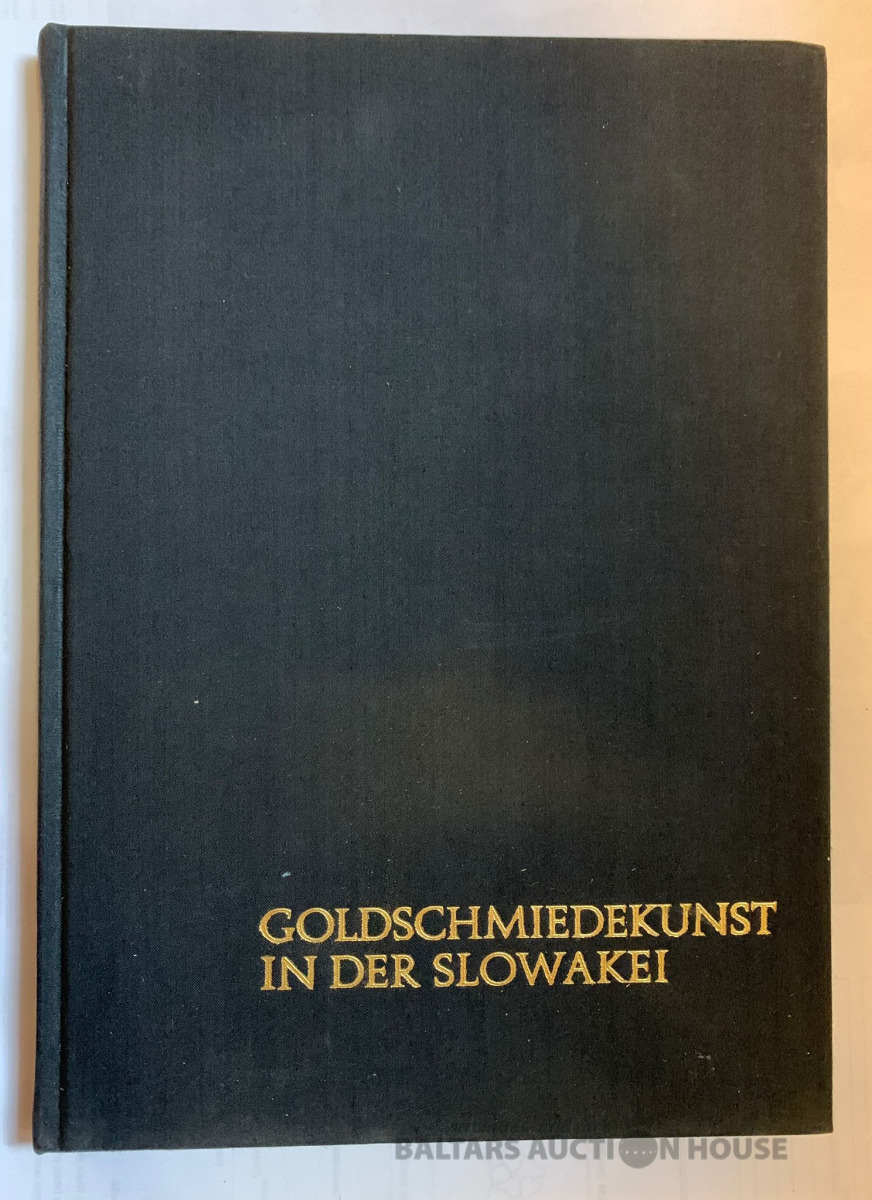 GOLDSCHMIEDEKUNST
IN DER SLOWAKEI
BALTARS AUCTION HOUSE